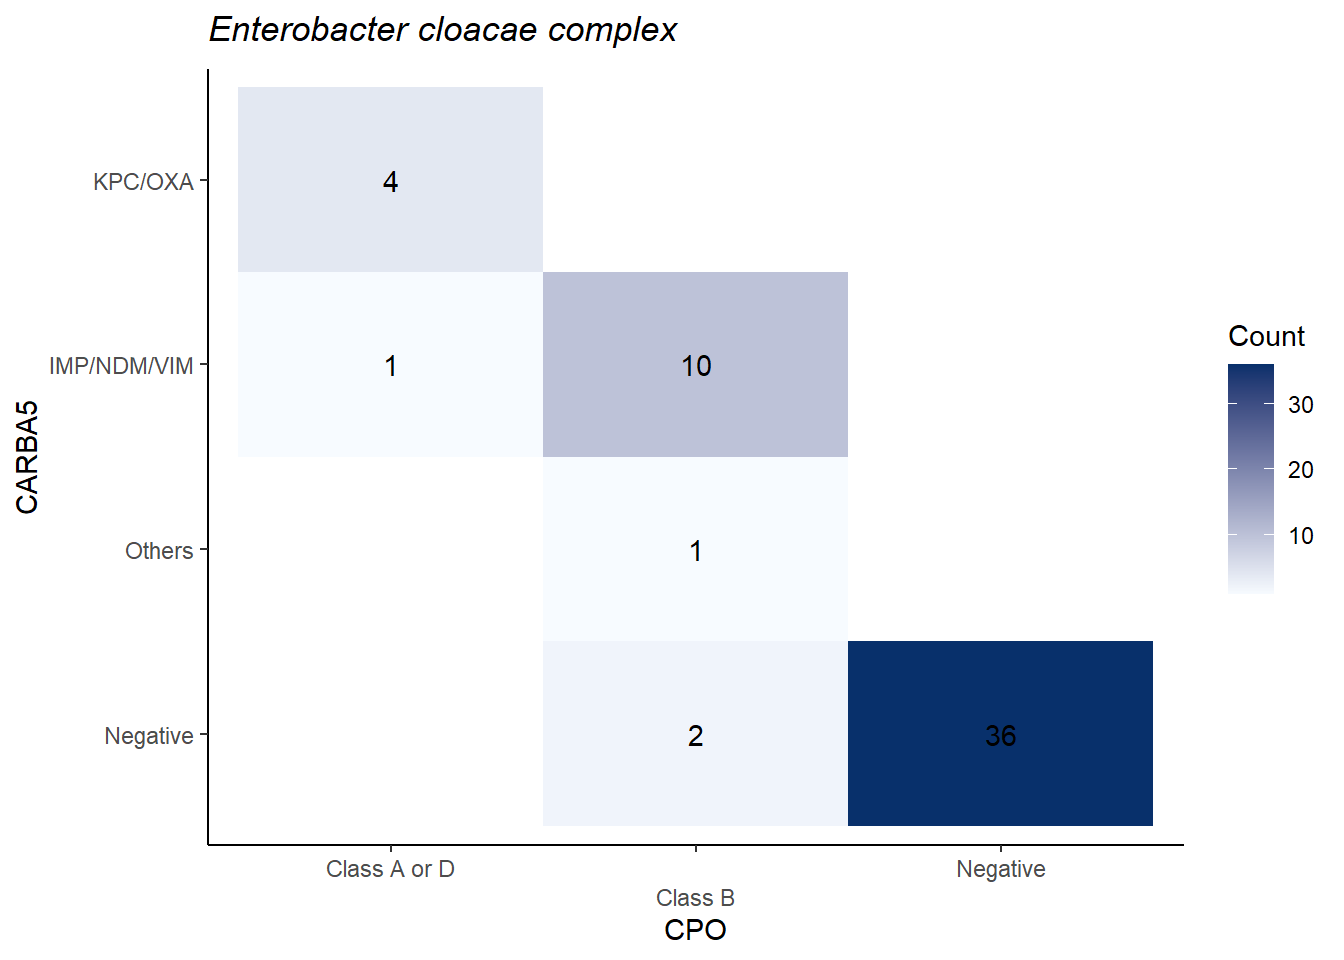 Enterobacter cloacae complex
KPC/OXA
4
IMP/NDM/VIM
1
10
Others
1
Negative
2
36
CARBA5
Class A or D
Class B
Negative
CPO
Count
30
20
10